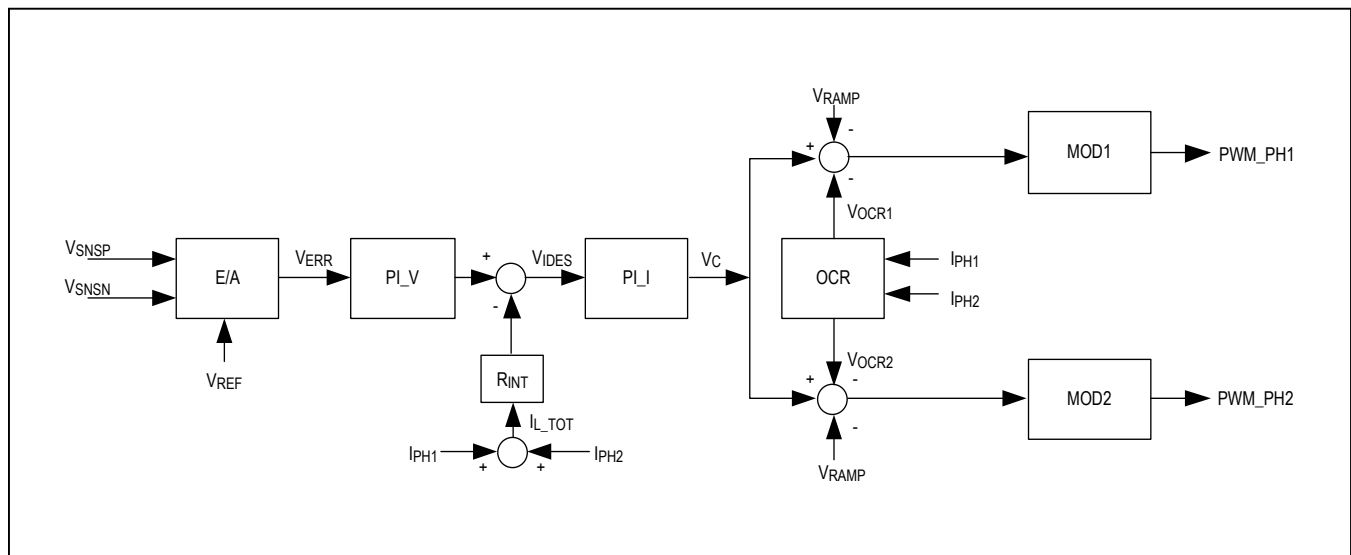 VRAMP
-
+
-
MOD1
PWM_PH1
VOCR1
VSNSP
VSNSN
E/A
VERR
PI_V
+
-
VIDES
PI_I
VC
OCR
IPH1
IPH2
VREF
RINT
IL_TOT
IPH1
+
+
IPH2
VOCR2
+
-
-
MOD2
PWM_PH2
VRAMP